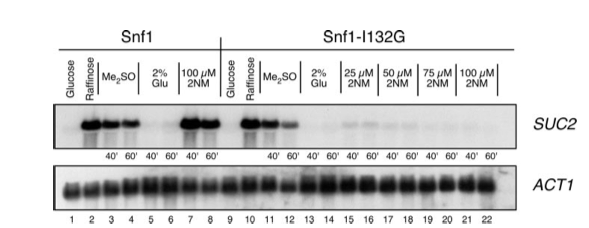 Snf1 Snf1-I132G
Glucose Raffinose Me₂SO 2% Glu 100 µM 2NM Glucose Raffinose Me₂SO 2% Glu 25 µM 2NM 50 µM 2NM 75 µM 2NM 100 µM 2NM
SUC2
40' 60' 40' 60' 40' 60' 40' 60' 40' 60' 40' 60' 40' 60' 40' 60' 40' 60'
ACT1
1 2 3 4 5 6 7 8 9 10 11 12 13 14 15 16 17 18 19 20 21 22